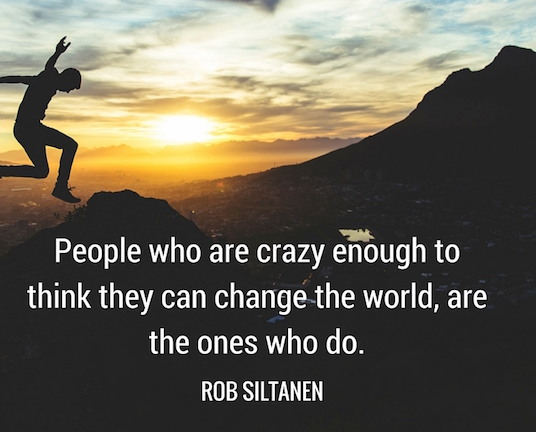 People who are crazy enough to
think they can change the world, are
the ones who do.
ROB SILTANEN